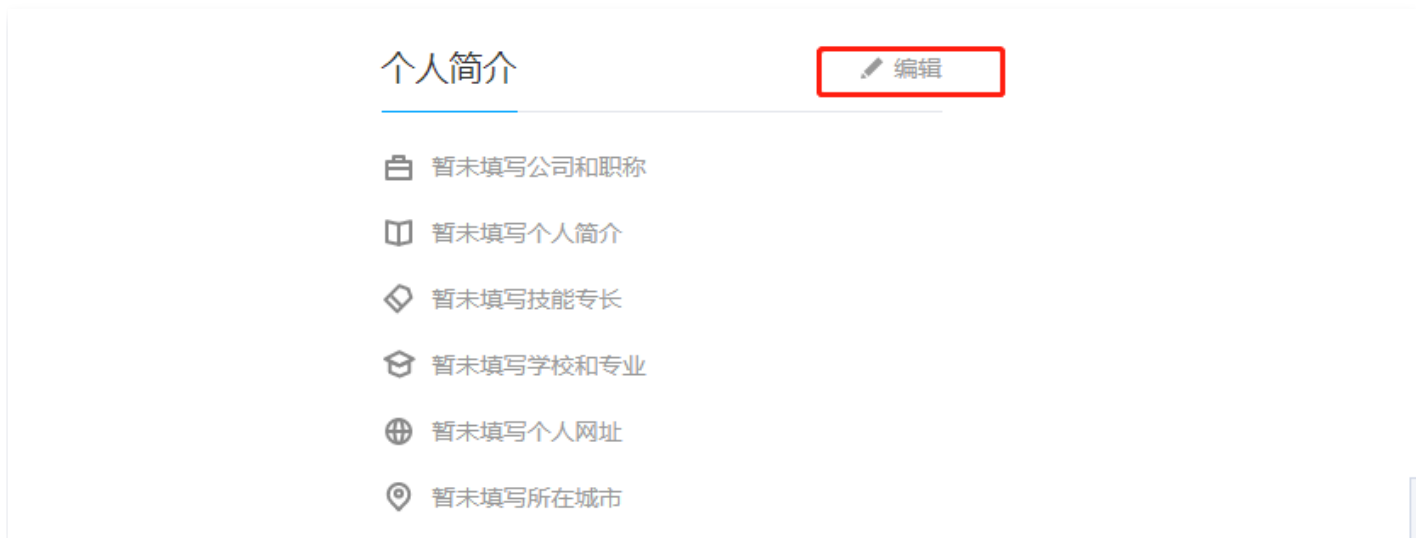 个人简介
编辑
暂未填写公司和职称
暂未填写个人简介
暂未填写技能专长
暂未填写学校和专业
暂未填写个人网址
暂未填写所在城市